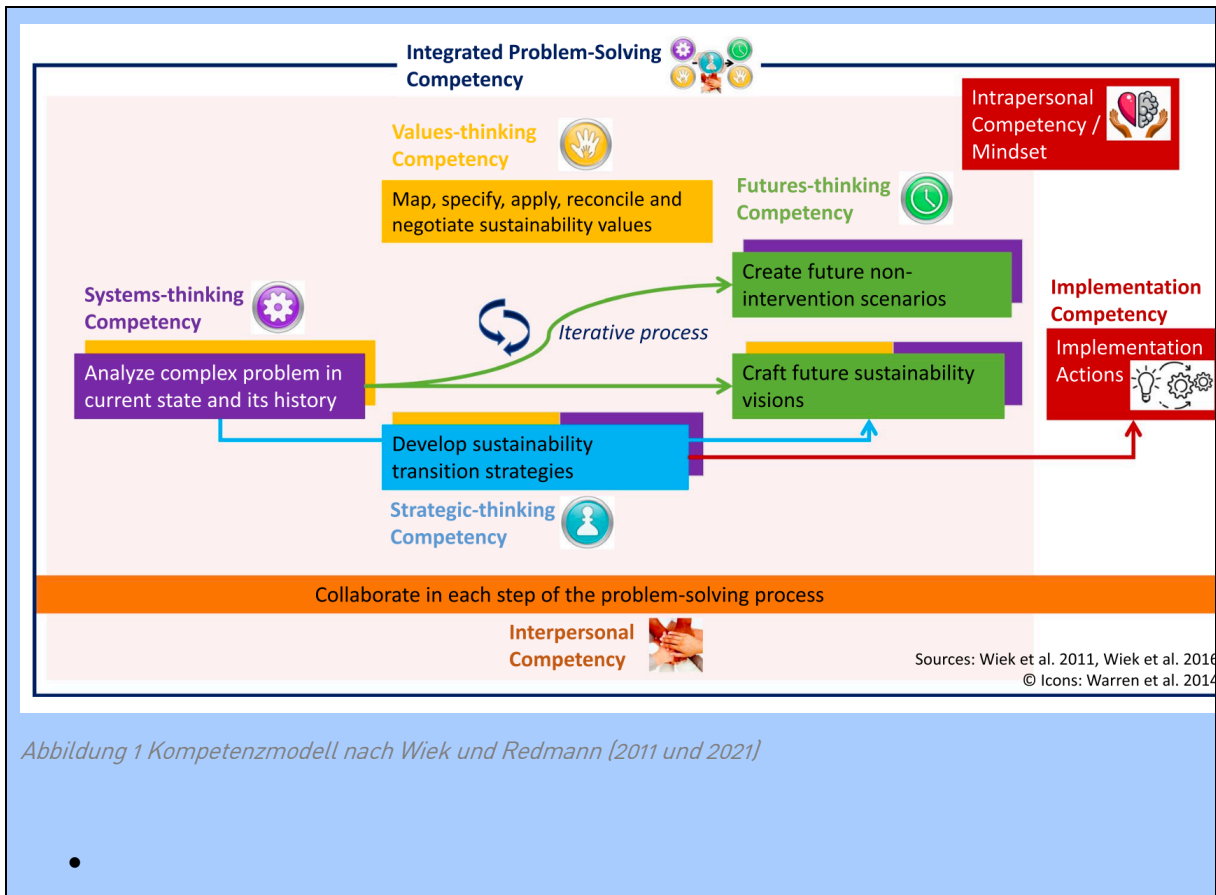 Integrated Problem-Solving
Competency
Intrapersonal
Competency /
Mindset
Values-thinking
Competency
Map, specify, apply, reconcile and
negotiate sustainability values
Futures-thinking
Competency
Create future non-
intervention scenarios
Systems-thinking
Competency
Iterative process
Implementation
Competency
Implementation
Actions
Analyze complex problem in
current state and its history
Craft future sustainability
visions
Develop sustainability
transition strategies
Strategic-thinking
Competency
Collaborate in each step of the problem-solving process
Interpersonal
Competency
Sources: Wiek et al. 2011, Wiek et al. 2016
© Icons: Warren et al. 2014
Abbildung 1 Kompetenzmodell nach Wiek und Redmann (2011 und 2021)
•